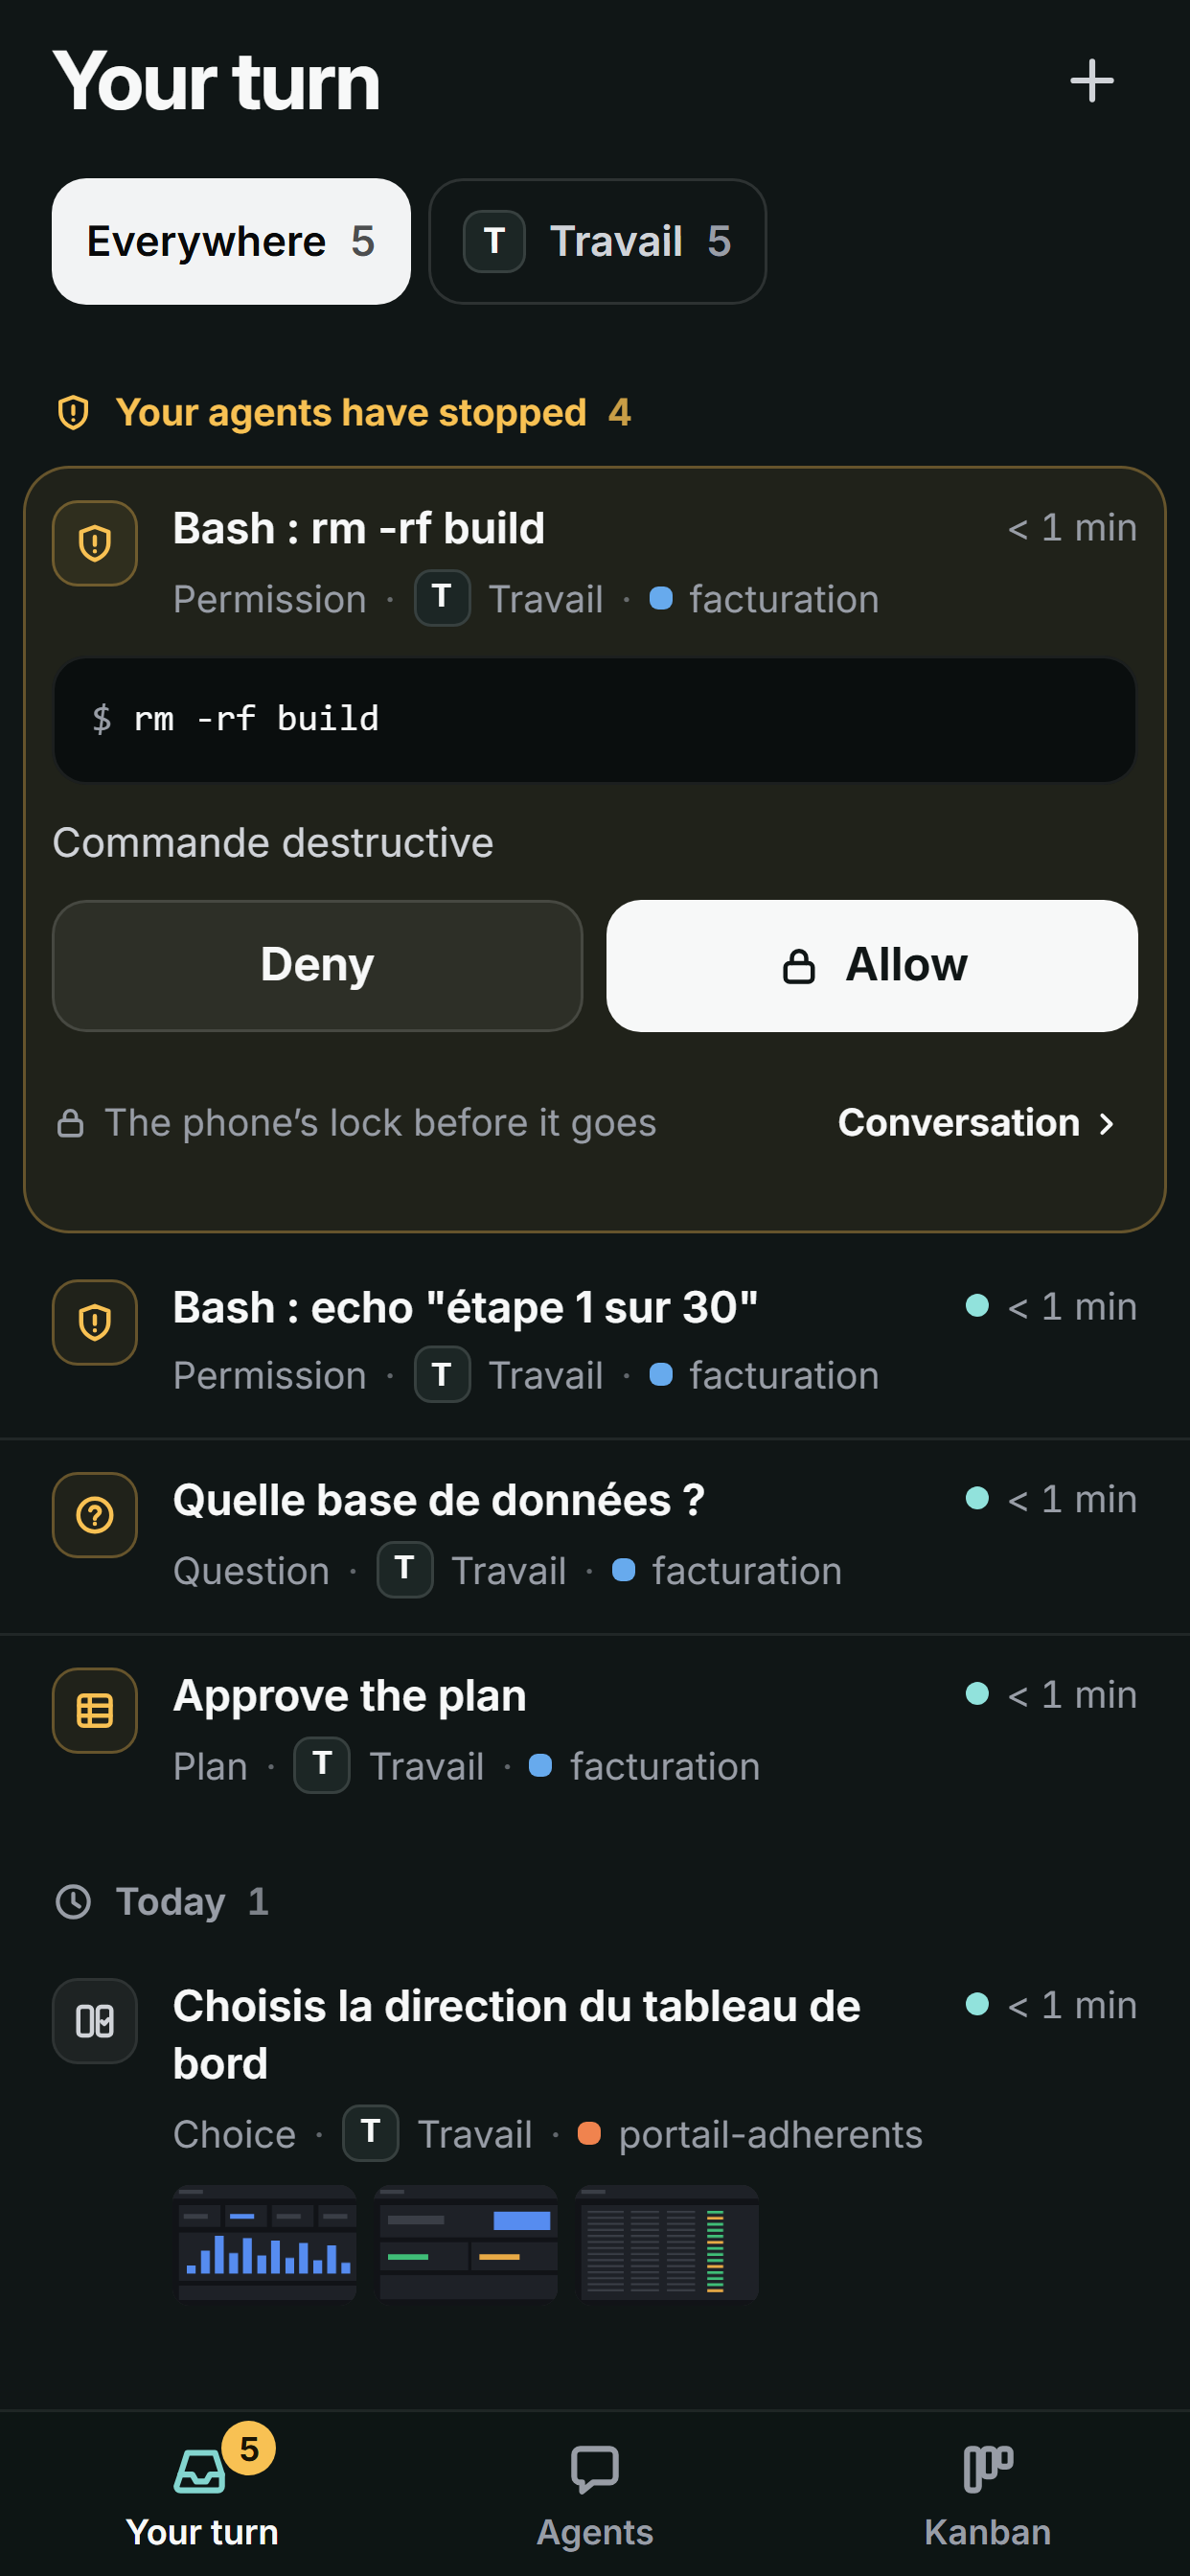 Your turn
Everywhere 5
T Travail 5
Your agents have stopped 4
Bash : rm -rf build < 1 min
Permission · T Travail · facturation
$ rm -rf build
Commande destructive
Deny
Allow
The phone’s lock before it goes
Conversation
Bash : echo "étape 1 sur 30" < 1 min
Permission · T Travail · facturation
Quelle base de données ? < 1 min
Question · T Travail · facturation
Approve the plan < 1 min
Plan · T Travail · facturation
Today 1
Choisis la direction du tableau de < 1 min
bord
Choice · T Travail · portail-adherents
5
Your turn
Agents
Kanban